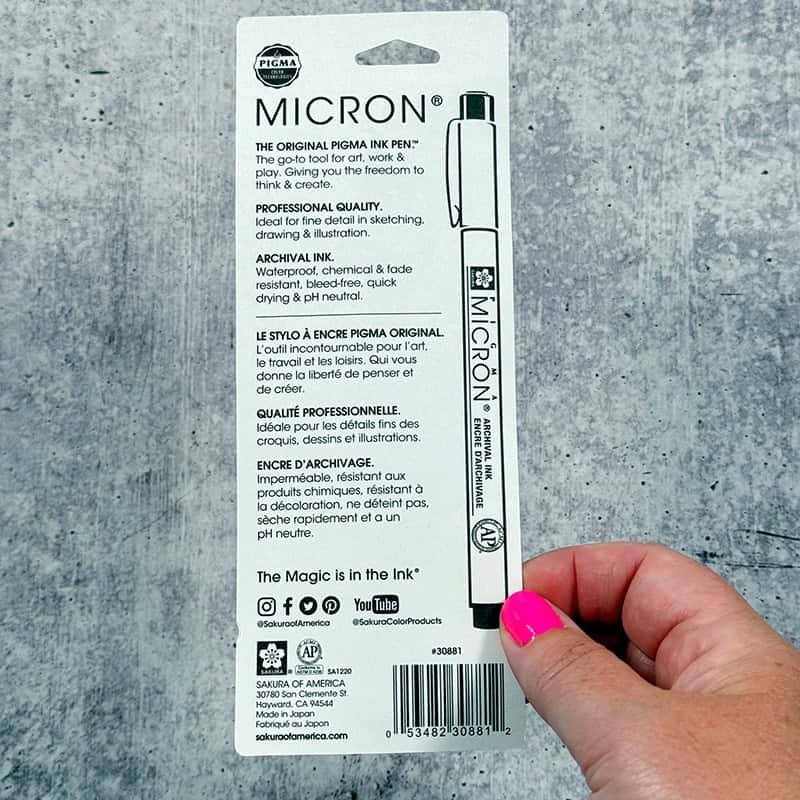 PIGMA
COLOR
TECHNOLOGIES
MICRON®
THE ORIGINAL PIGMA INK PEN.™
The go-to tool for art, work &
play. Giving you the freedom to
think & create.
PROFESSIONAL QUALITY.
Ideal for fine detail in sketching,
drawing & illustration.
ARCHIVAL INK.
Waterproof, chemical & fade
resistant, bleed-free, quick
drying & pH neutral.
LE STYLO À ENCRE PIGMA ORIGINAL.
L'outil incontournable pour l'art,
le travail et les loisirs. Qui vous
donne la liberté de penser et
de créer.
QUALITÉ PROFESSIONNELLE.
Idéale pour les détails fins des
croquis, dessins et illustrations.
ENCRE D'ARCHIVAGE.
Imperméable, résistant aux
produits chimiques, résistant à
la décoloration, ne déteint pas,
sèche rapidement et a un
pH neutre.
PIGMA
MICRON®
ARCHIVAL INK
ENCRE D'ARCHIVAGE
AP
The Magic is in the Ink®
YouTube
@SakuraofAmerica
@SakuraColorProducts
SAKURA
®
AP
SA1220
SAKURA OF AMERICA
30780 San Clemente St.
Hayward, CA 94544
Made in Japan
Fabriqué au Japon
sakuraofamerica.com
#30881
0 53482 30881 2